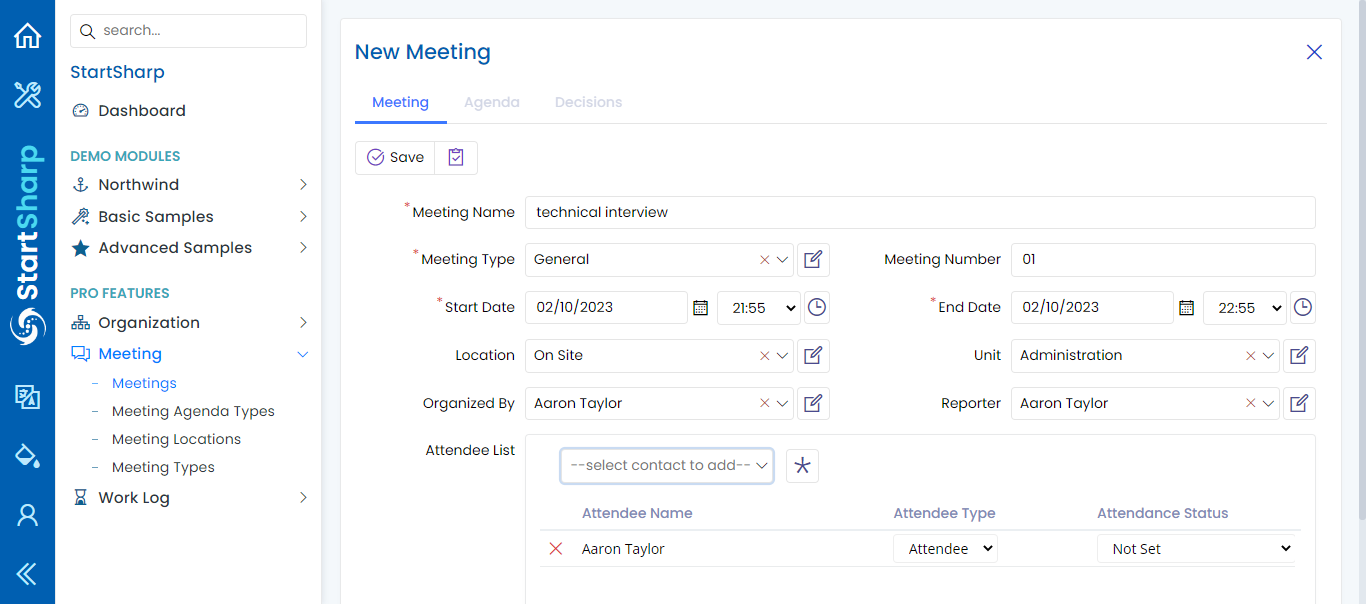 StartSharp
search...
StartSharp
Dashboard
DEMO MODULES
Northwind
Basic Samples
Advanced Samples
PRO FEATURES
Organization
Meeting
- Meetings
- Meeting Agenda Types
- Meeting Locations
- Meeting Types
Work Log
New Meeting
Meeting Agenda Decisions
Save
*Meeting Name technical interview
*Meeting Type General Meeting Number 01
*Start Date 02/10/2023 21:55 *End Date 02/10/2023 22:55
Location On Site Unit Administration
Organized By Aaron Taylor Reporter Aaron Taylor
Attendee List --select contact to add--
Attendee Name Attendee Type Attendance Status
Aaron Taylor Attendee Not Set